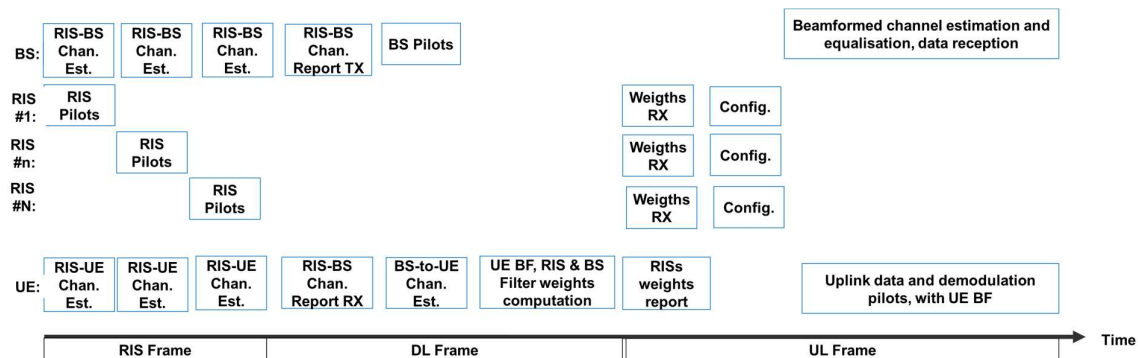 BS:
RIS-BS
Chan.
Est.
RIS-BS
Chan.
Est.
RIS-BS
Chan.
Est.
RIS-BS
Chan.
Report TX
BS Pilots
Beamformed channel estimation and
equalisation, data reception
RIS
#1:
RIS
Pilots
Weigths
RX
Config.
RIS
#n:
RIS
Pilots
Weigths
RX
Config.
RIS
#N:
RIS
Pilots
Weigths
RX
Config.
UE:
RIS-UE
Chan.
Est.
RIS-UE
Chan.
Est.
RIS-UE
Chan.
Est.
RIS-BS
Chan.
Report RX
BS-to-UE
Chan.
Est.
UE BF, RIS & BS
Filter weights
computation
RISs
weights
report
Uplink data and demodulation
pilots, with UE BF
Time
RIS Frame
DL Frame
UL Frame